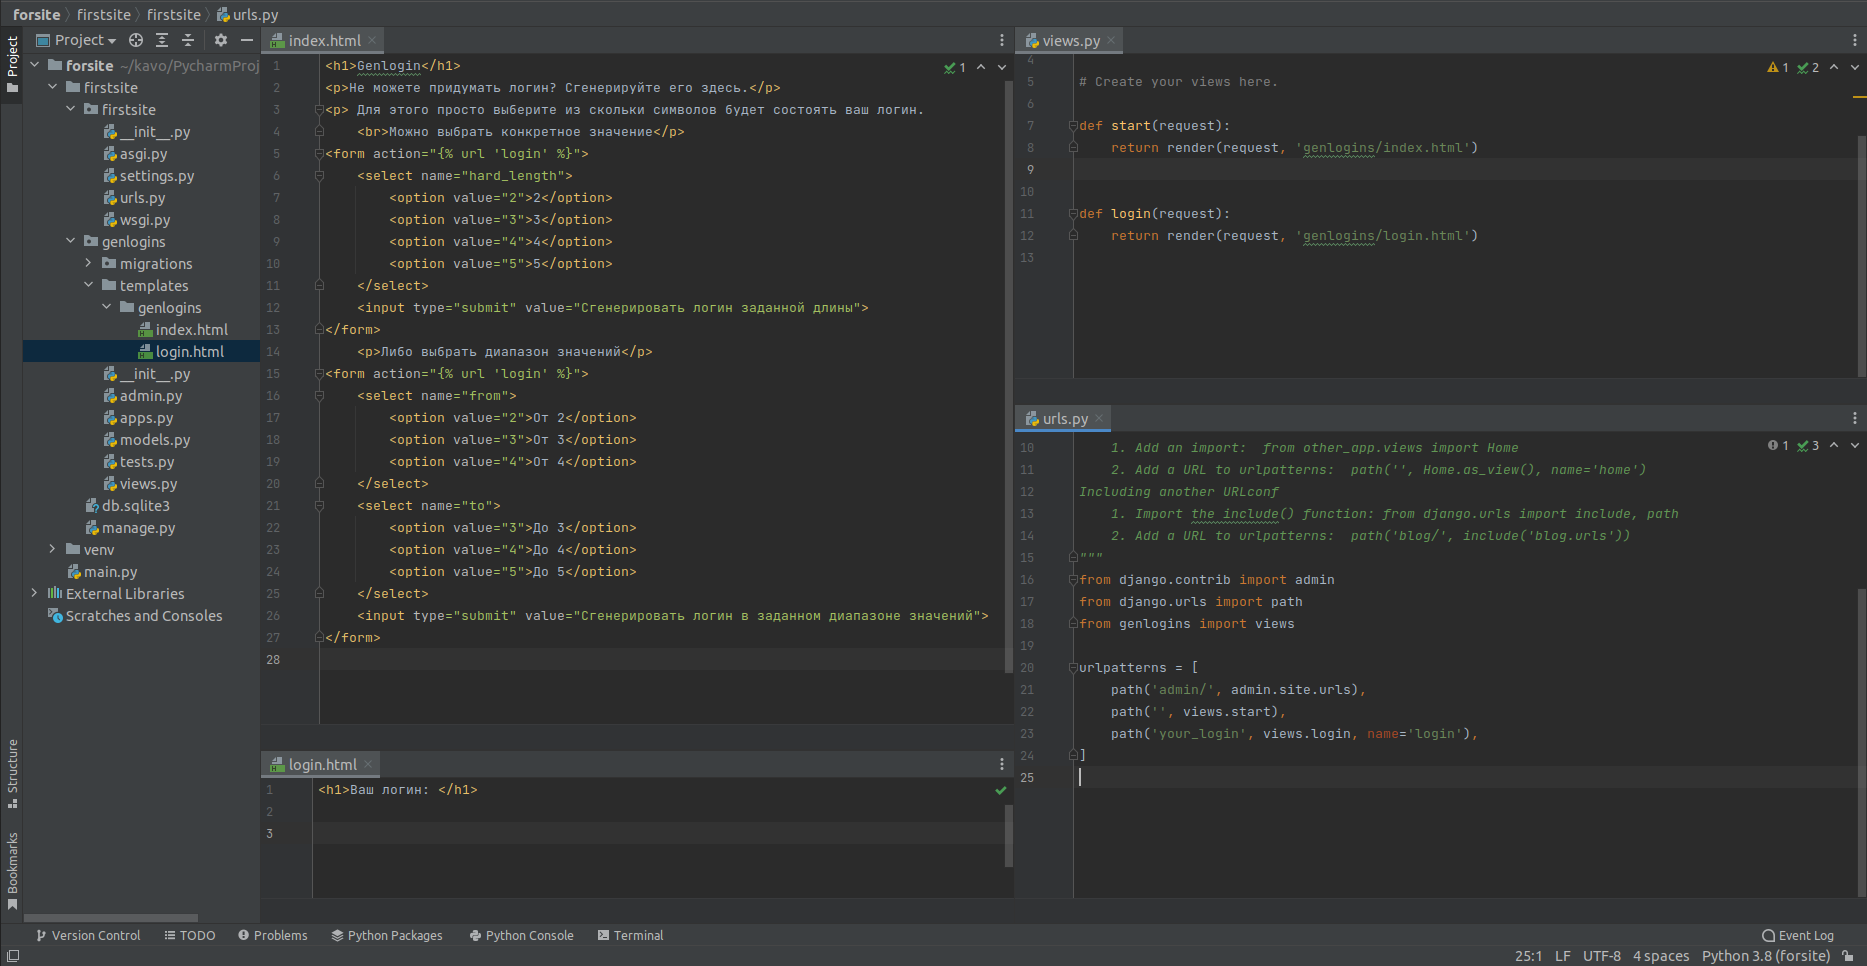 forsite firstsite firstsite urls.py
Project
Project
forsite ~/kavo/PycharmProj
firstsite
firstsite
__init__.py
asgi.py
settings.py
urls.py
wsgi.py
genlogins
migrations
templates
genlogins
index.html
login.html
__init__.py
admin.py
apps.py
models.py
tests.py
views.py
db.sqlite3
manage.py
venv
main.py
External Libraries
Scratches and Consoles
Structure
Bookmarks
index.html
1
1 <h1>Genlogin</h1>
2 <p>Не можете придумать логин? Сгенерируйте его здесь.</p>
3 <p> Для этого просто выберите из скольки символов будет состоять ваш логин.
4 <br>Можно выбрать конкретное значение</p>
5 <form action="{% url 'login' %}">
6 <select name="hard_length">
7 <option value="2">2</option>
8 <option value="3">3</option>
9 <option value="4">4</option>
10 <option value="5">5</option>
11 </select>
12 <input type="submit" value="Сгенерировать логин заданной длины">
13 </form>
14 <p>Либо выбрать диапазон значений</p>
15 <form action="{% url 'login' %}">
16 <select name="from">
17 <option value="2">От 2</option>
18 <option value="3">От 3</option>
19 <option value="4">От 4</option>
20 </select>
21 <select name="to">
22 <option value="3">До 3</option>
23 <option value="4">До 4</option>
24 <option value="5">До 5</option>
25 </select>
26 <input type="submit" value="Сгенерировать логин в заданном диапазоне значений">
27 </form>
28
login.html
1 <h1>Ваш логин: </h1>
2
3
views.py
1 2
4
5 # Create your views here.
6
7 def start(request):
8 return render(request, 'genlogins/index.html')
9
10
11 def login(request):
12 return render(request, 'genlogins/login.html')
13
urls.py
1 3
10 1. Add an import:  from other_app.views import Home
11 2. Add a URL to urlpatterns:  path('', Home.as_view(), name='home')
12 Including another URLconf
13 1. Import the include() function: from django.urls import include, path
14 2. Add a URL to urlpatterns:  path('blog/', include('blog.urls'))
15 """
16 from django.contrib import admin
17 from django.urls import path
18 from genlogins import views
19
20 urlpatterns = [
21 path('admin/', admin.site.urls),
22 path('', views.start),
23 path('your_login', views.login, name='login'),
24 ]
25
Version Control TODO Problems Python Packages Python Console Terminal Event Log
25:1 LF UTF-8 4 spaces Python 3.8 (forsite)